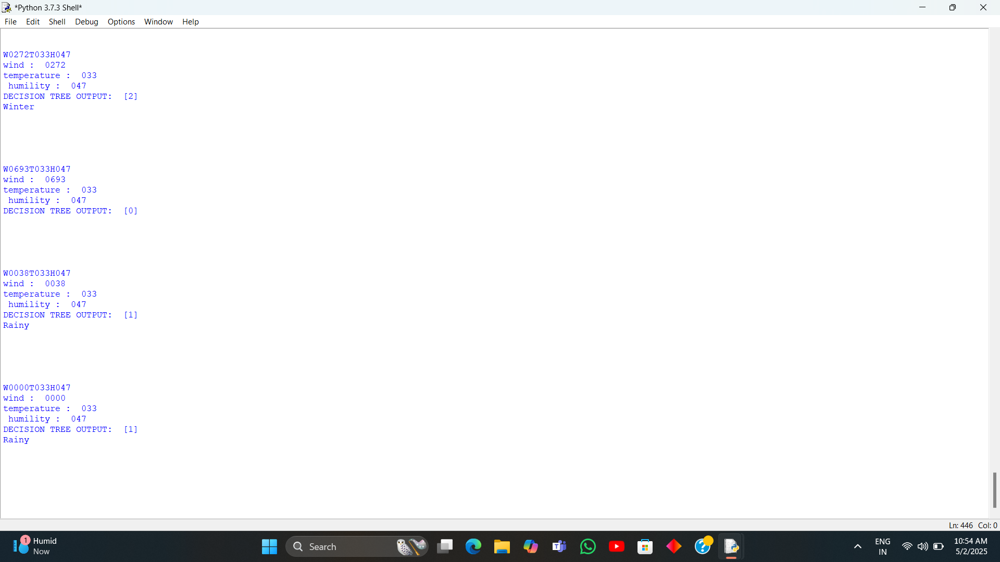 *Python 3.7.3 Shell*
File Edit Shell Debug Options Window Help
W0272T033H047
wind :  0272
temperature :  033
 humility :  047
DECISION TREE OUTPUT:  [2]
Winter
W0693T033H047
wind :  0693
temperature :  033
 humility :  047
DECISION TREE OUTPUT:  [0]
W0038T033H047
wind :  0038
temperature :  033
 humility :  047
DECISION TREE OUTPUT:  [1]
Rainy
W0000T033H047
wind :  0000
temperature :  033
 humility :  047
DECISION TREE OUTPUT:  [1]
Rainy
Ln: 446 Col: 0
1
Humid
Now
Search
T
ENG
IN
10:54 AM
5/2/2025